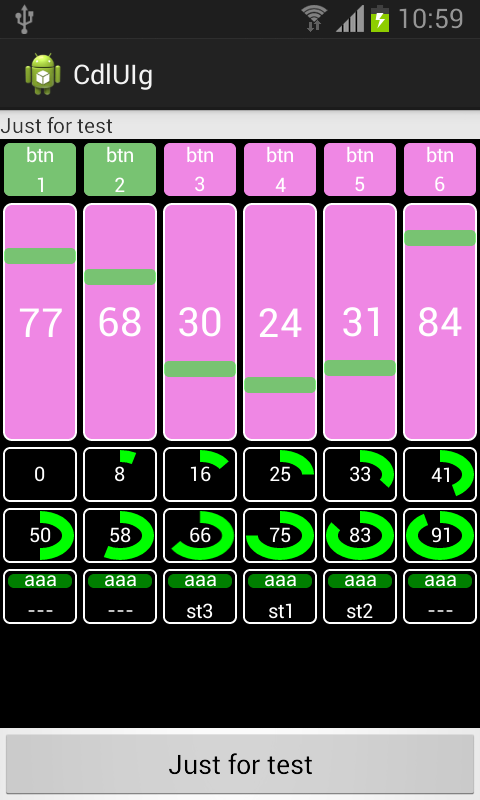 10:59
CdlUIg
Just for test
btn btn btn btn btn btn
1 2 3 4 5 6
77 68 30 24 31 84
0 8 16 25 33 41
50 58 66 75 83 91
aaa aaa aaa aaa aaa aaa
--- --- st3 st1 st2 ---
Just for test